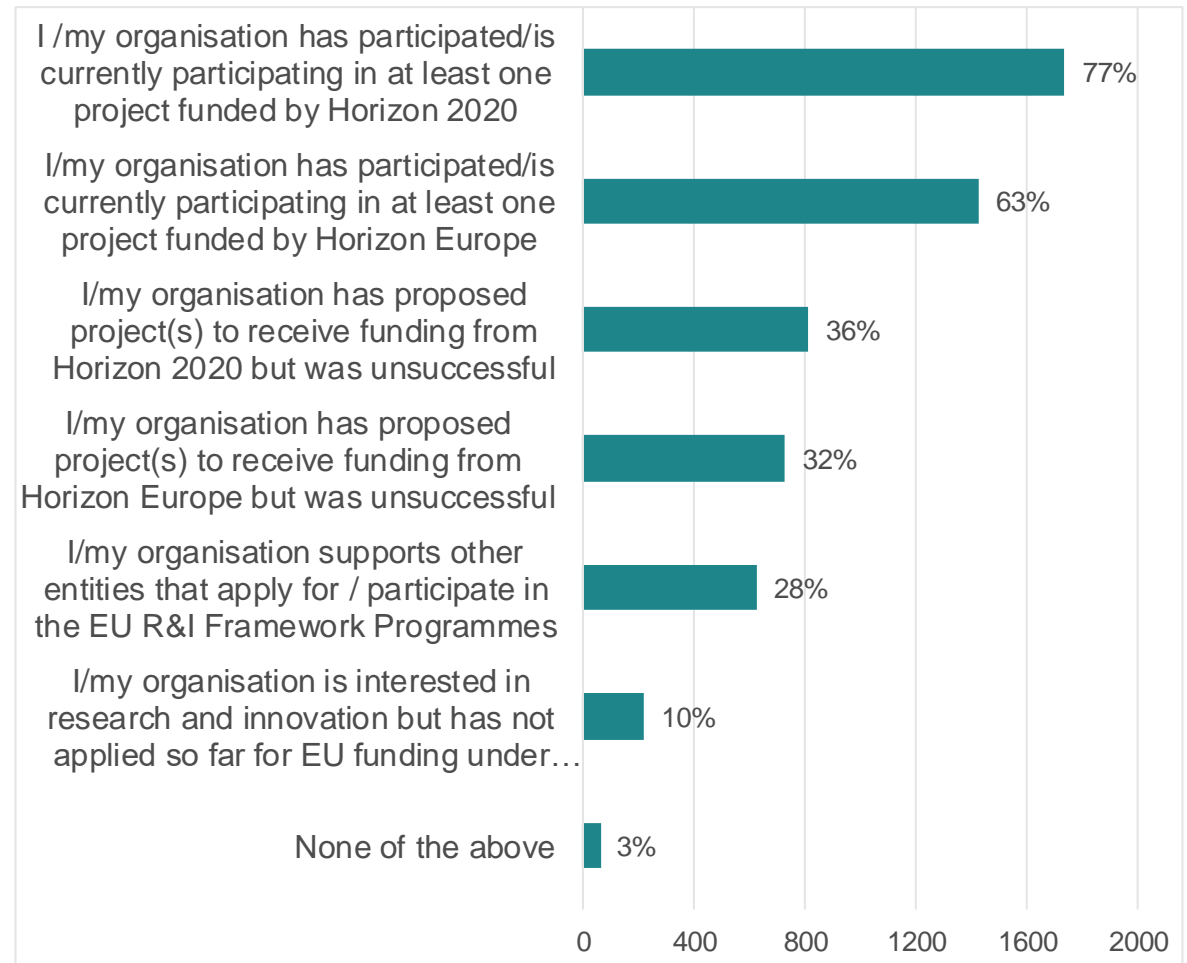 I /my organisation has participated/is
currently participating in at least one
project funded by Horizon 2020
77%
I/my organisation has participated/is
currently participating in at least one
project funded by Horizon Europe
63%
I/my organisation has proposed
project(s) to receive funding from
Horizon 2020 but was unsuccessful
36%
I/my organisation has proposed
project(s) to receive funding from
Horizon Europe but was unsuccessful
32%
I/my organisation supports other
entities that apply for / participate in
the EU R&I Framework Programmes
28%
I/my organisation is interested in
research and innovation but has not
applied so far for EU funding under…
10%
None of the above
3%
0 400 800 1200 1600 2000